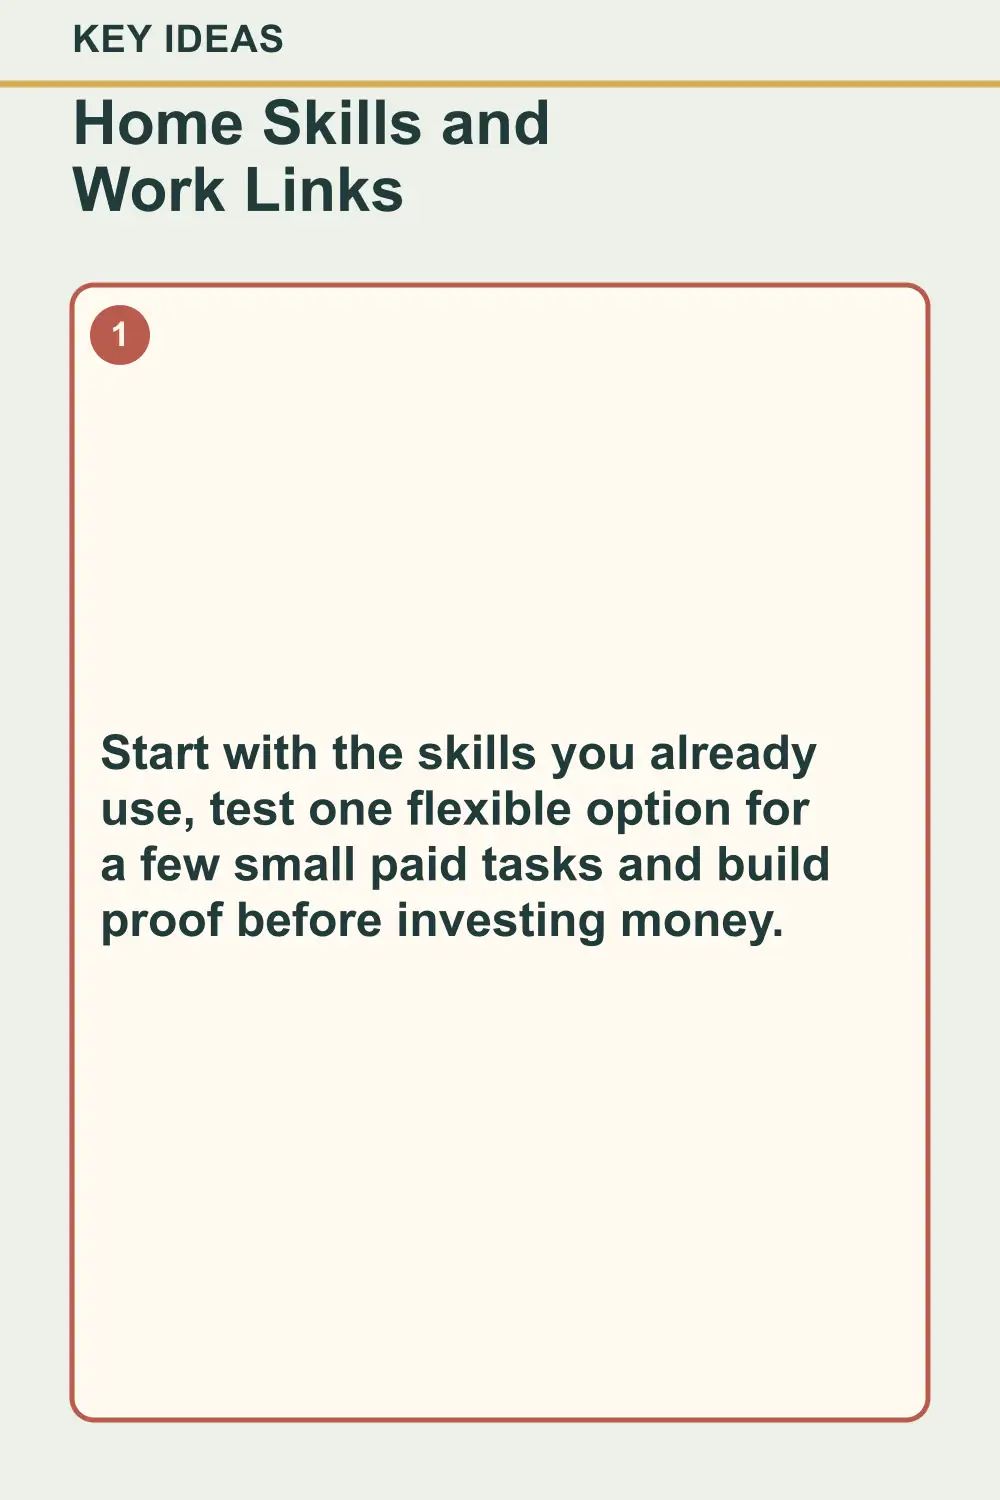 KEY IDEAS
Home Skills and
Work Links
1
Start with the skills you already
use, test one flexible option for
a few small paid tasks and build
proof before investing money.